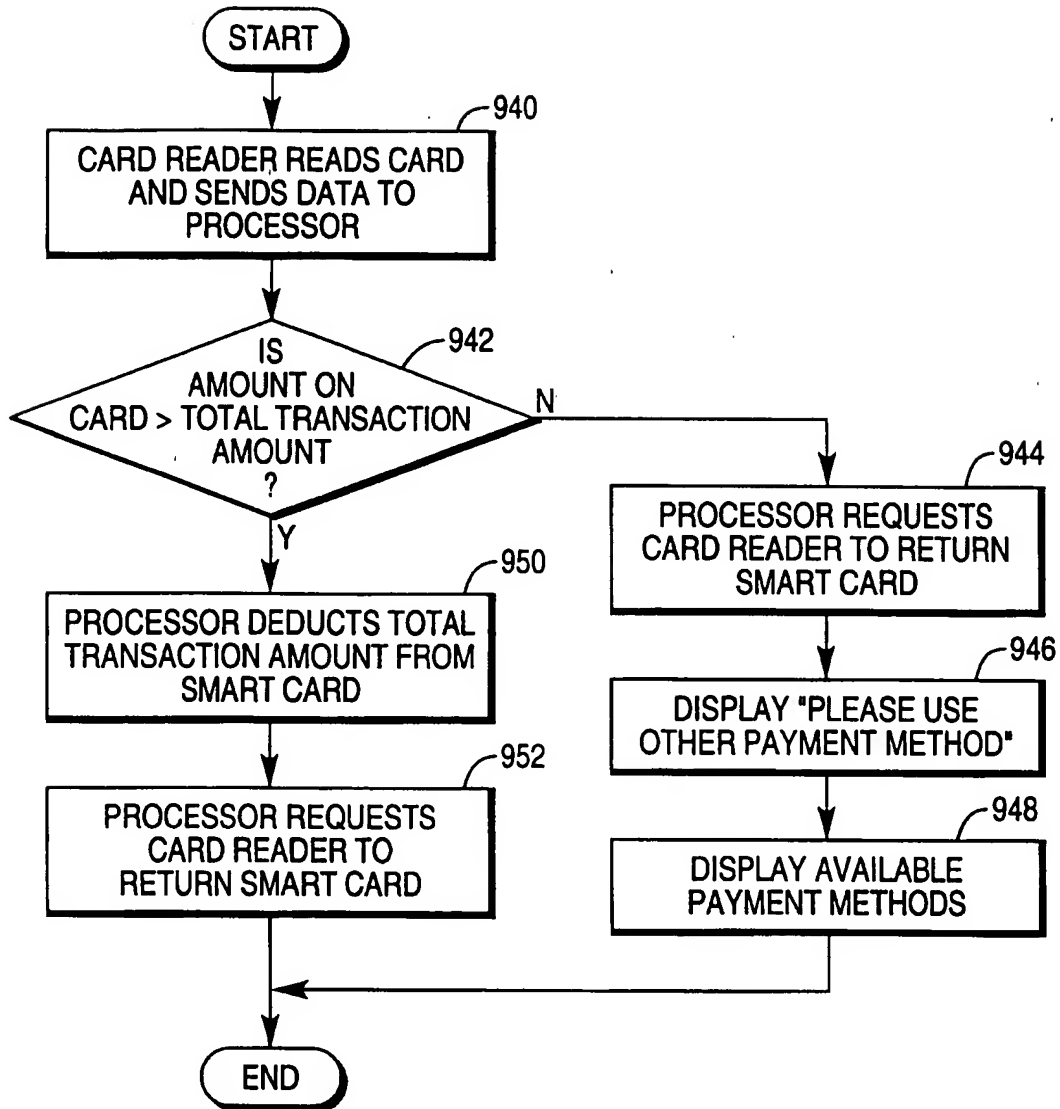 START
940
CARD READER READS CARD
AND SENDS DATA TO
PROCESSOR
942
IS
AMOUNT ON
CARD > TOTAL TRANSACTION
AMOUNT
?
N
Y
944
PROCESSOR REQUESTS
CARD READER TO RETURN
SMART CARD
950
PROCESSOR DEDUCTS TOTAL
TRANSACTION AMOUNT FROM
SMART CARD
946
DISPLAY "PLEASE USE
OTHER PAYMENT METHOD"
952
PROCESSOR REQUESTS
CARD READER TO
RETURN SMART CARD
948
DISPLAY AVAILABLE
PAYMENT METHODS
END